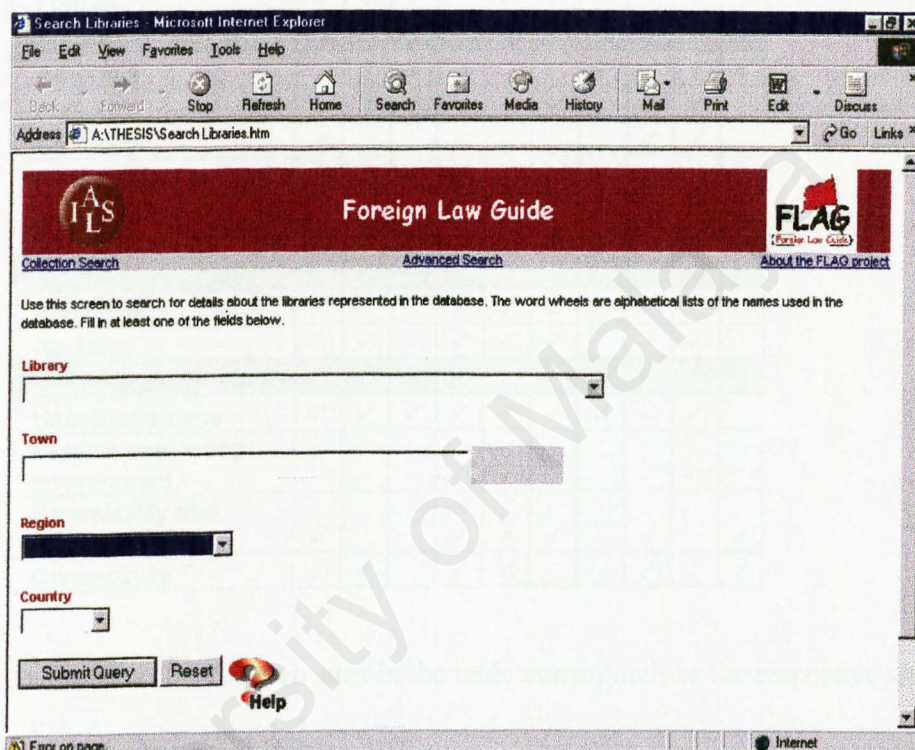 Search Libraries - Microsoft Internet Explorer
File Edit View Favorites Tools Help
Back Forward Stop Refresh Home Search Favorites Media History Mail Print Edit Discuss
Address A:\THESIS\Search Libraries.htm Go Links
IALS
Foreign Law Guide
FLAG
(Foreign Law Guide)
Collection Search Advanced Search About the FLAG project
Use this screen to search for details about the libraries represented in the database. The word wheels are alphabetical lists of the names used in the
database. Fill in at least one of the fields below.
Library
Town
Region
Country
Submit Query Reset
Help
Error on page. Internet
University of Malaya